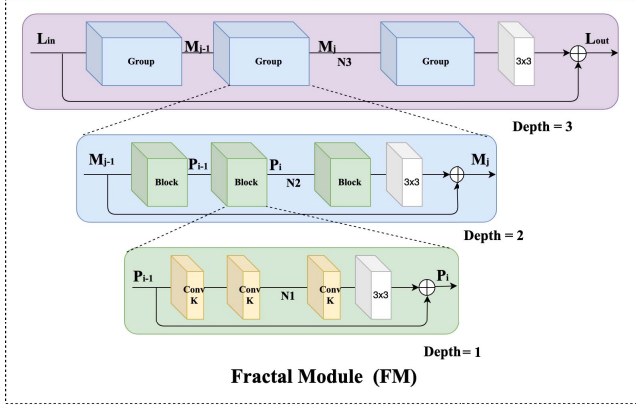 Lin Mj-1 Mj Lout
Group Group N3 Group 3x3
Depth = 3
Mj-1 Pi-1 Pi Mj
Block Block N2 Block 3x3
Depth = 2
Pi-1 Pi
Conv K Conv K N1 Conv K 3x3
Depth = 1
Fractal Module (FM)